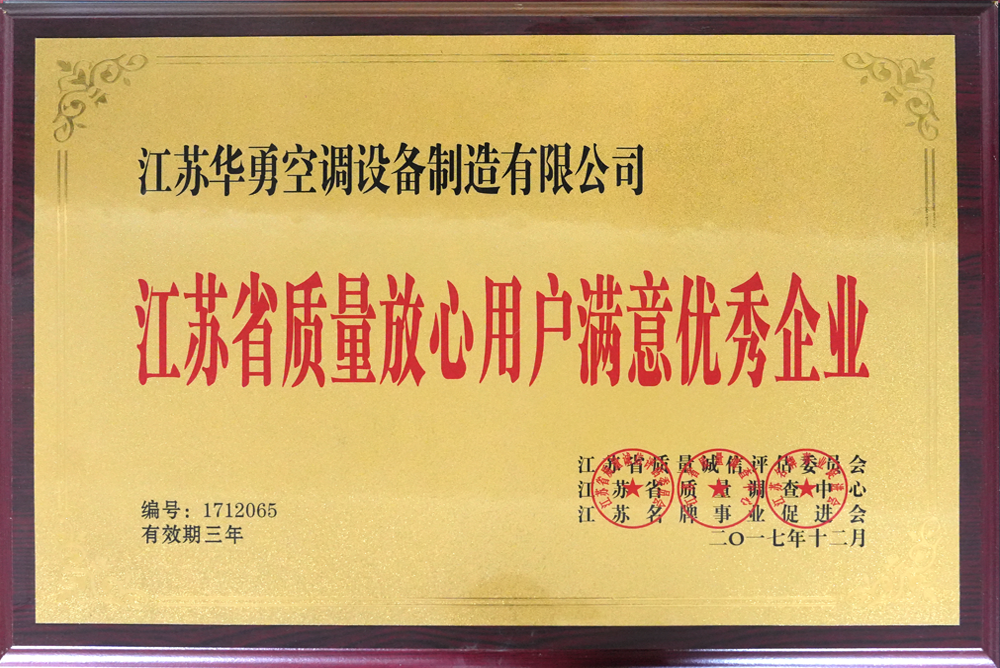 江苏华勇空调设备制造有限公司
江苏省质量放心用户满意优秀企业
编号：1712065
有效期三年
江苏省质量诚信评估委员会
江苏省质量调查中心
江苏名牌事业促进会
二〇一七年十二月